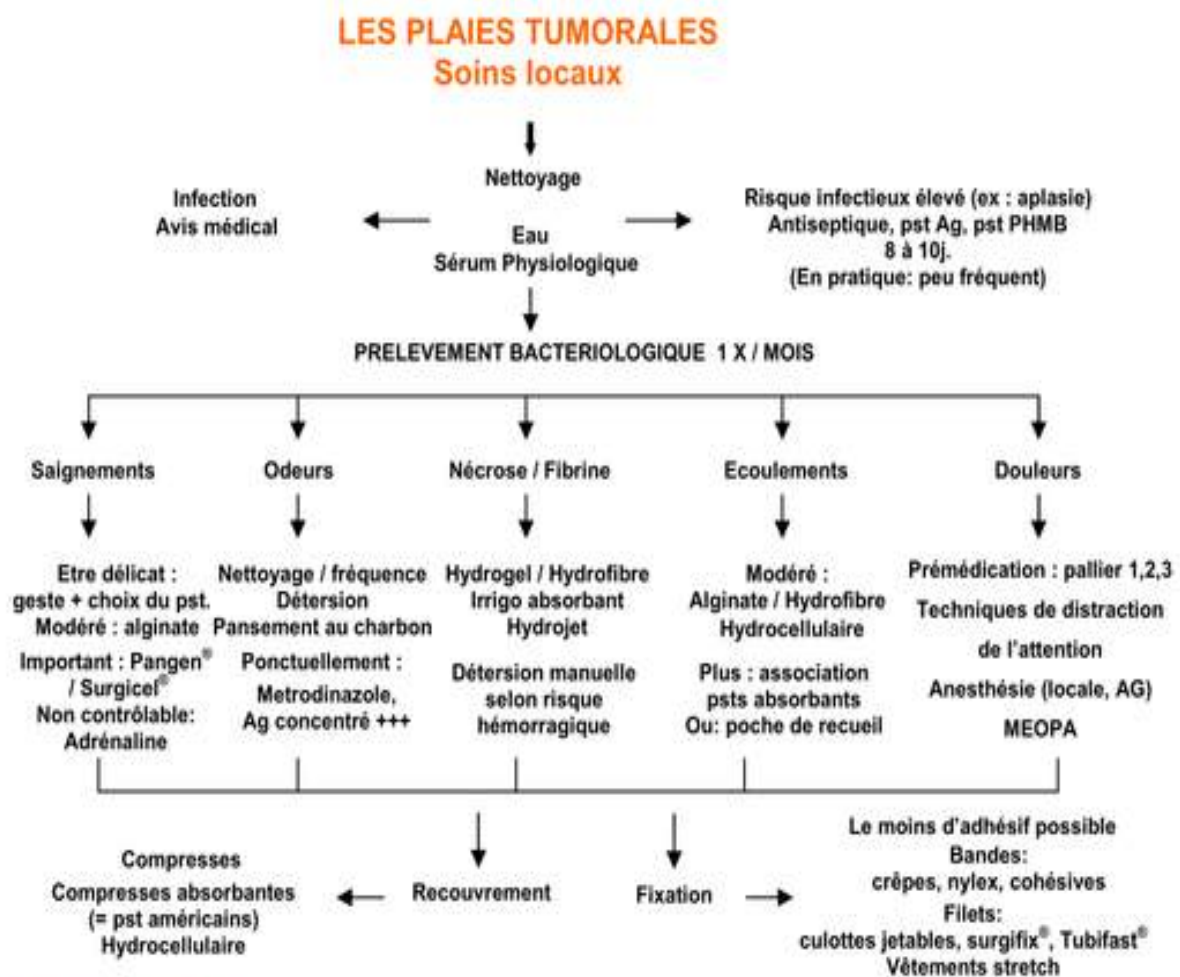 LES PLAIES TUMORALES
Soins locaux
Nettoyage
Infection
Avis médical
Eau
Sérum Physiologique
Risque infectieux élevé (ex : aplasie)
Antiseptique, pst Ag, pst PHMB
8 à 10j.
(En pratique: peu fréquent)
PRELEVEMENT BACTERIOLOGIQUE 1 X / MOIS
Saignements
Etre délicat :
geste + choix du pst.
Modéré : alginate
Important : Pangen®
/ Surgicel®
Non contrôlable:
Adrénaline
Odeurs
Nettoyage / fréquence
Détersion
Pansement au charbon
Ponctuellement :
Metrodinazole,
Ag concentré +++
Nécrose / Fibrine
Hydrogel / Hydrofibre
Irrigo absorbant
Hydrojet
Détersion manuelle
selon risque
hémorragique
Ecoulements
Modéré :
Alginate / Hydrofibre
Hydrocellulaire
Plus : association
psts absorbants
Ou: poche de recueil
Douleurs
Prémédication : pallier 1,2,3
Techniques de distraction
de l'attention
Anesthésie (locale, AG)
MEOPA
Recouvrement
Compresses
Compresses absorbantes
(= pst américains)
Hydrocellulaire
Fixation
Le moins d'adhésif possible
Bandes:
crêpes, nylex, cohésives
Filets:
culottes jetables, surgifix®, Tubifast®
Vêtements stretch